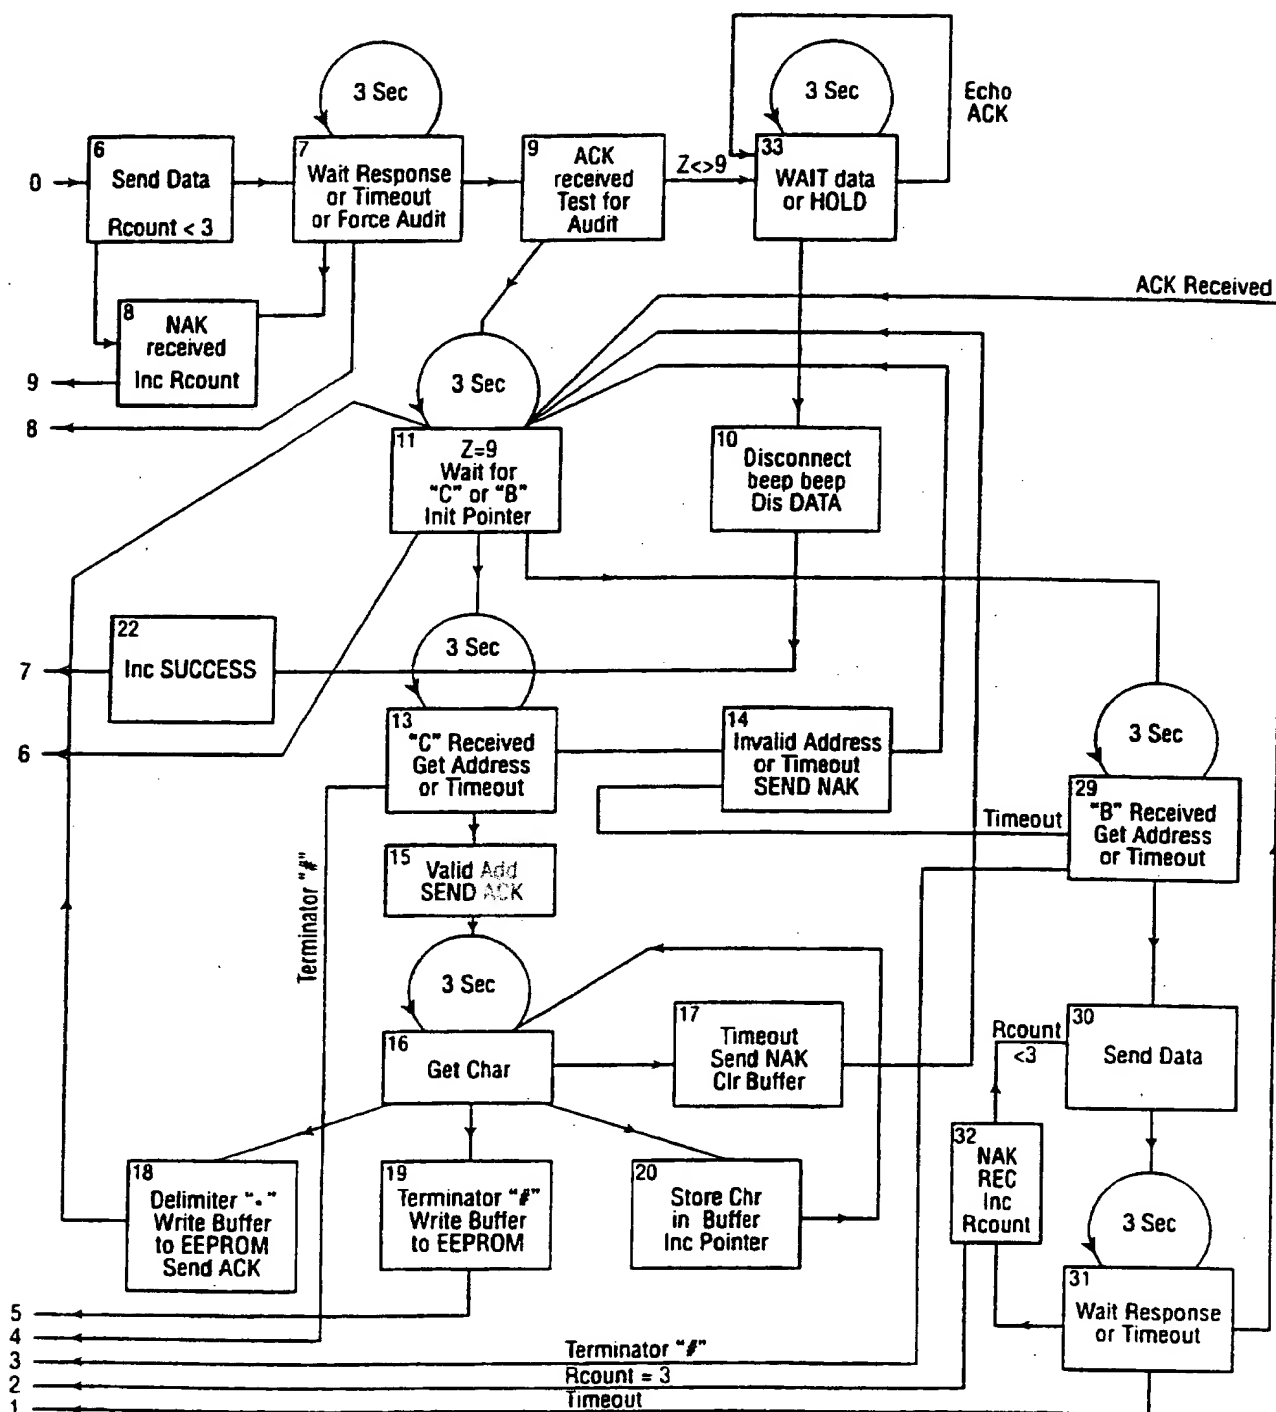 3 Sec
3 Sec
Echo
ACK
6
Send Data
Rcount < 3
7
Wait Response
or Timeout
or Force Audit
9
ACK
received
Test for
Audit
Z<>9
33
WAIT data
or HOLD
0
ACK Received
8
NAK
received
Inc Rcount
9
8
3 Sec
11
Z=9
Wait for
"C" or "B"
Init Pointer
10
Disconnect
beep beep
Dis DATA
22
Inc SUCCESS
7
3 Sec
6
13
"C" Received
Get Address
or Timeout
14
Invalid Address
or Timeout
SEND NAK
3 Sec
29
"B" Received
Get Address
or Timeout
Timeout
Terminator "#"
15
Valid Add
SEND ACK
3 Sec
16
Get Char
17
Timeout
Send NAK
Clr Buffer
Rcount
<3
30
Send Data
18
Delimiter "."
Write Buffer
to EEPROM
Send ACK
19
Terminator "#"
Write Buffer
to EEPROM
20
Store Chr
in Buffer
Inc Pointer
32
NAK
REC
Inc
Rcount
3 Sec
31
Wait Response
or Timeout
5
4
3
Terminator "#"
2
Rcount = 3
1
Timeout